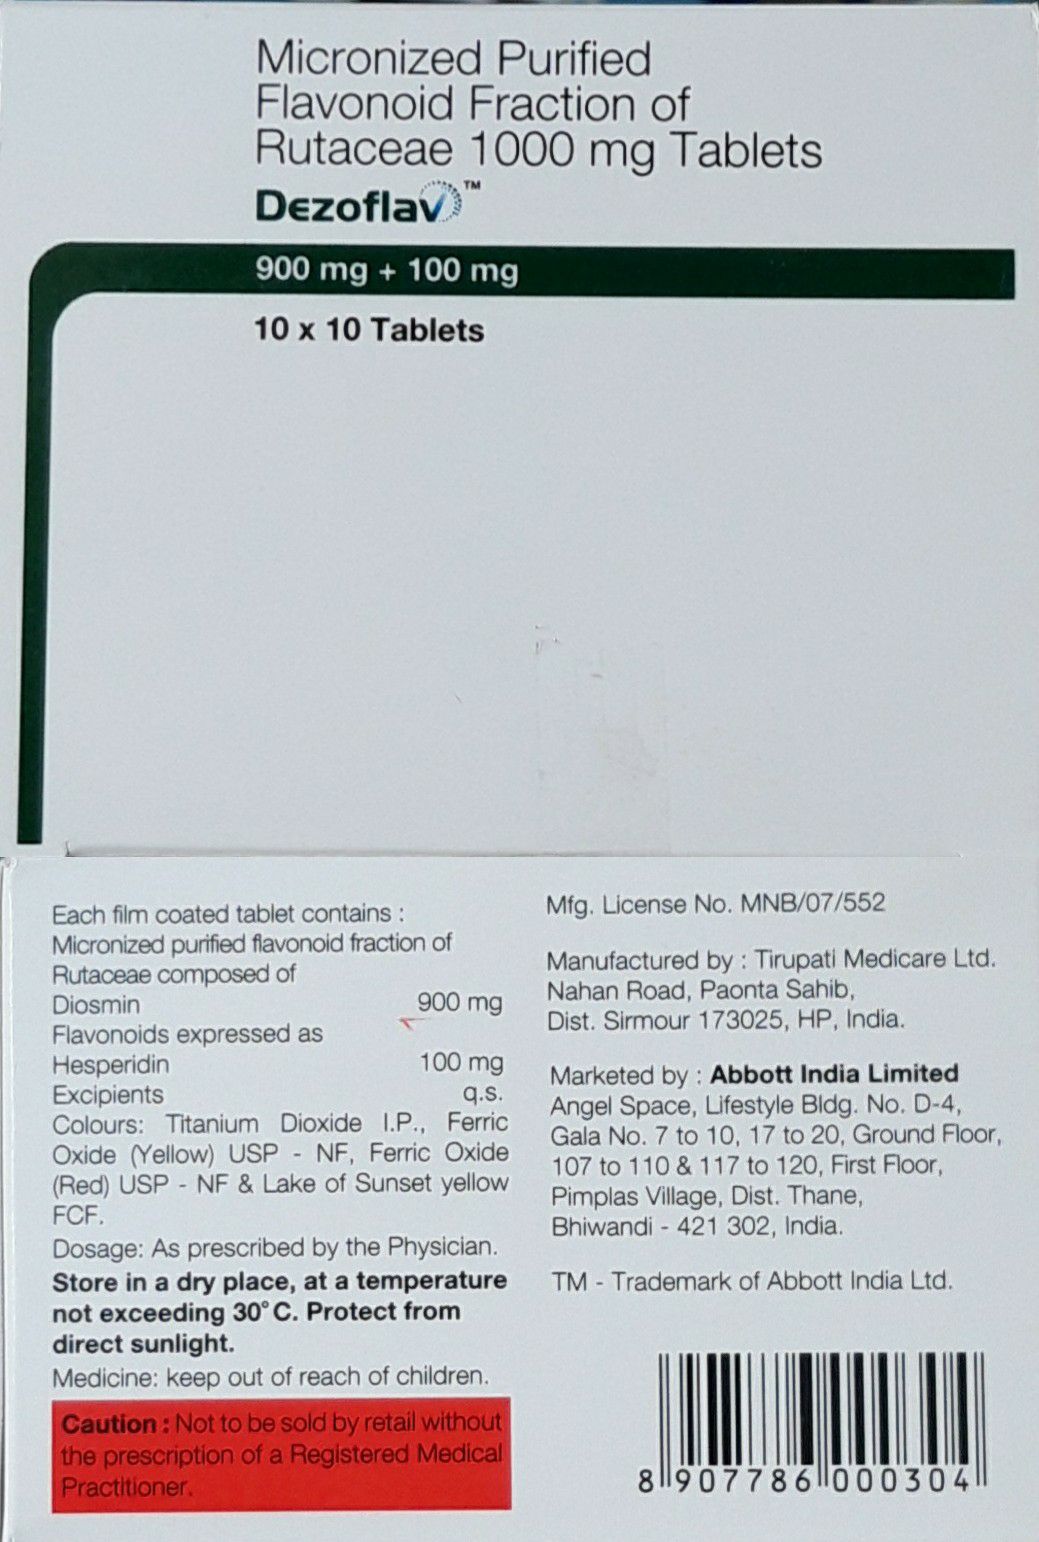 Micronized Purified
Flavonoid Fraction of
Rutaceae 1000 mg Tablets
Dezoflav™
900 mg + 100 mg
10 x 10 Tablets
Each film coated tablet contains :
Micronized purified flavonoid fraction of
Rutaceae composed of
Diosmin 900 mg
Flavonoids expressed as
Hesperidin 100 mg
Excipients q.s.
Colours: Titanium Dioxide I.P., Ferric
Oxide (Yellow) USP - NF, Ferric Oxide
(Red) USP - NF & Lake of Sunset yellow
FCF.
Dosage: As prescribed by the Physician.
Store in a dry place, at a temperature
not exceeding 30°C. Protect from
direct sunlight.
Medicine: keep out of reach of children.
Caution : Not to be sold by retail without
the prescription of a Registered Medical
Practitioner.
Mfg. License No. MNB/07/552
Manufactured by : Tirupati Medicare Ltd.
Nahan Road, Paonta Sahib,
Dist. Sirmour 173025, HP, India.
Marketed by : Abbott India Limited
Angel Space, Lifestyle Bldg. No. D-4,
Gala No. 7 to 10, 17 to 20, Ground Floor,
107 to 110 & 117 to 120, First Floor,
Pimplas Village, Dist. Thane,
Bhiwandi - 421 302, India.
TM - Trademark of Abbott India Ltd.
8 907786 000304